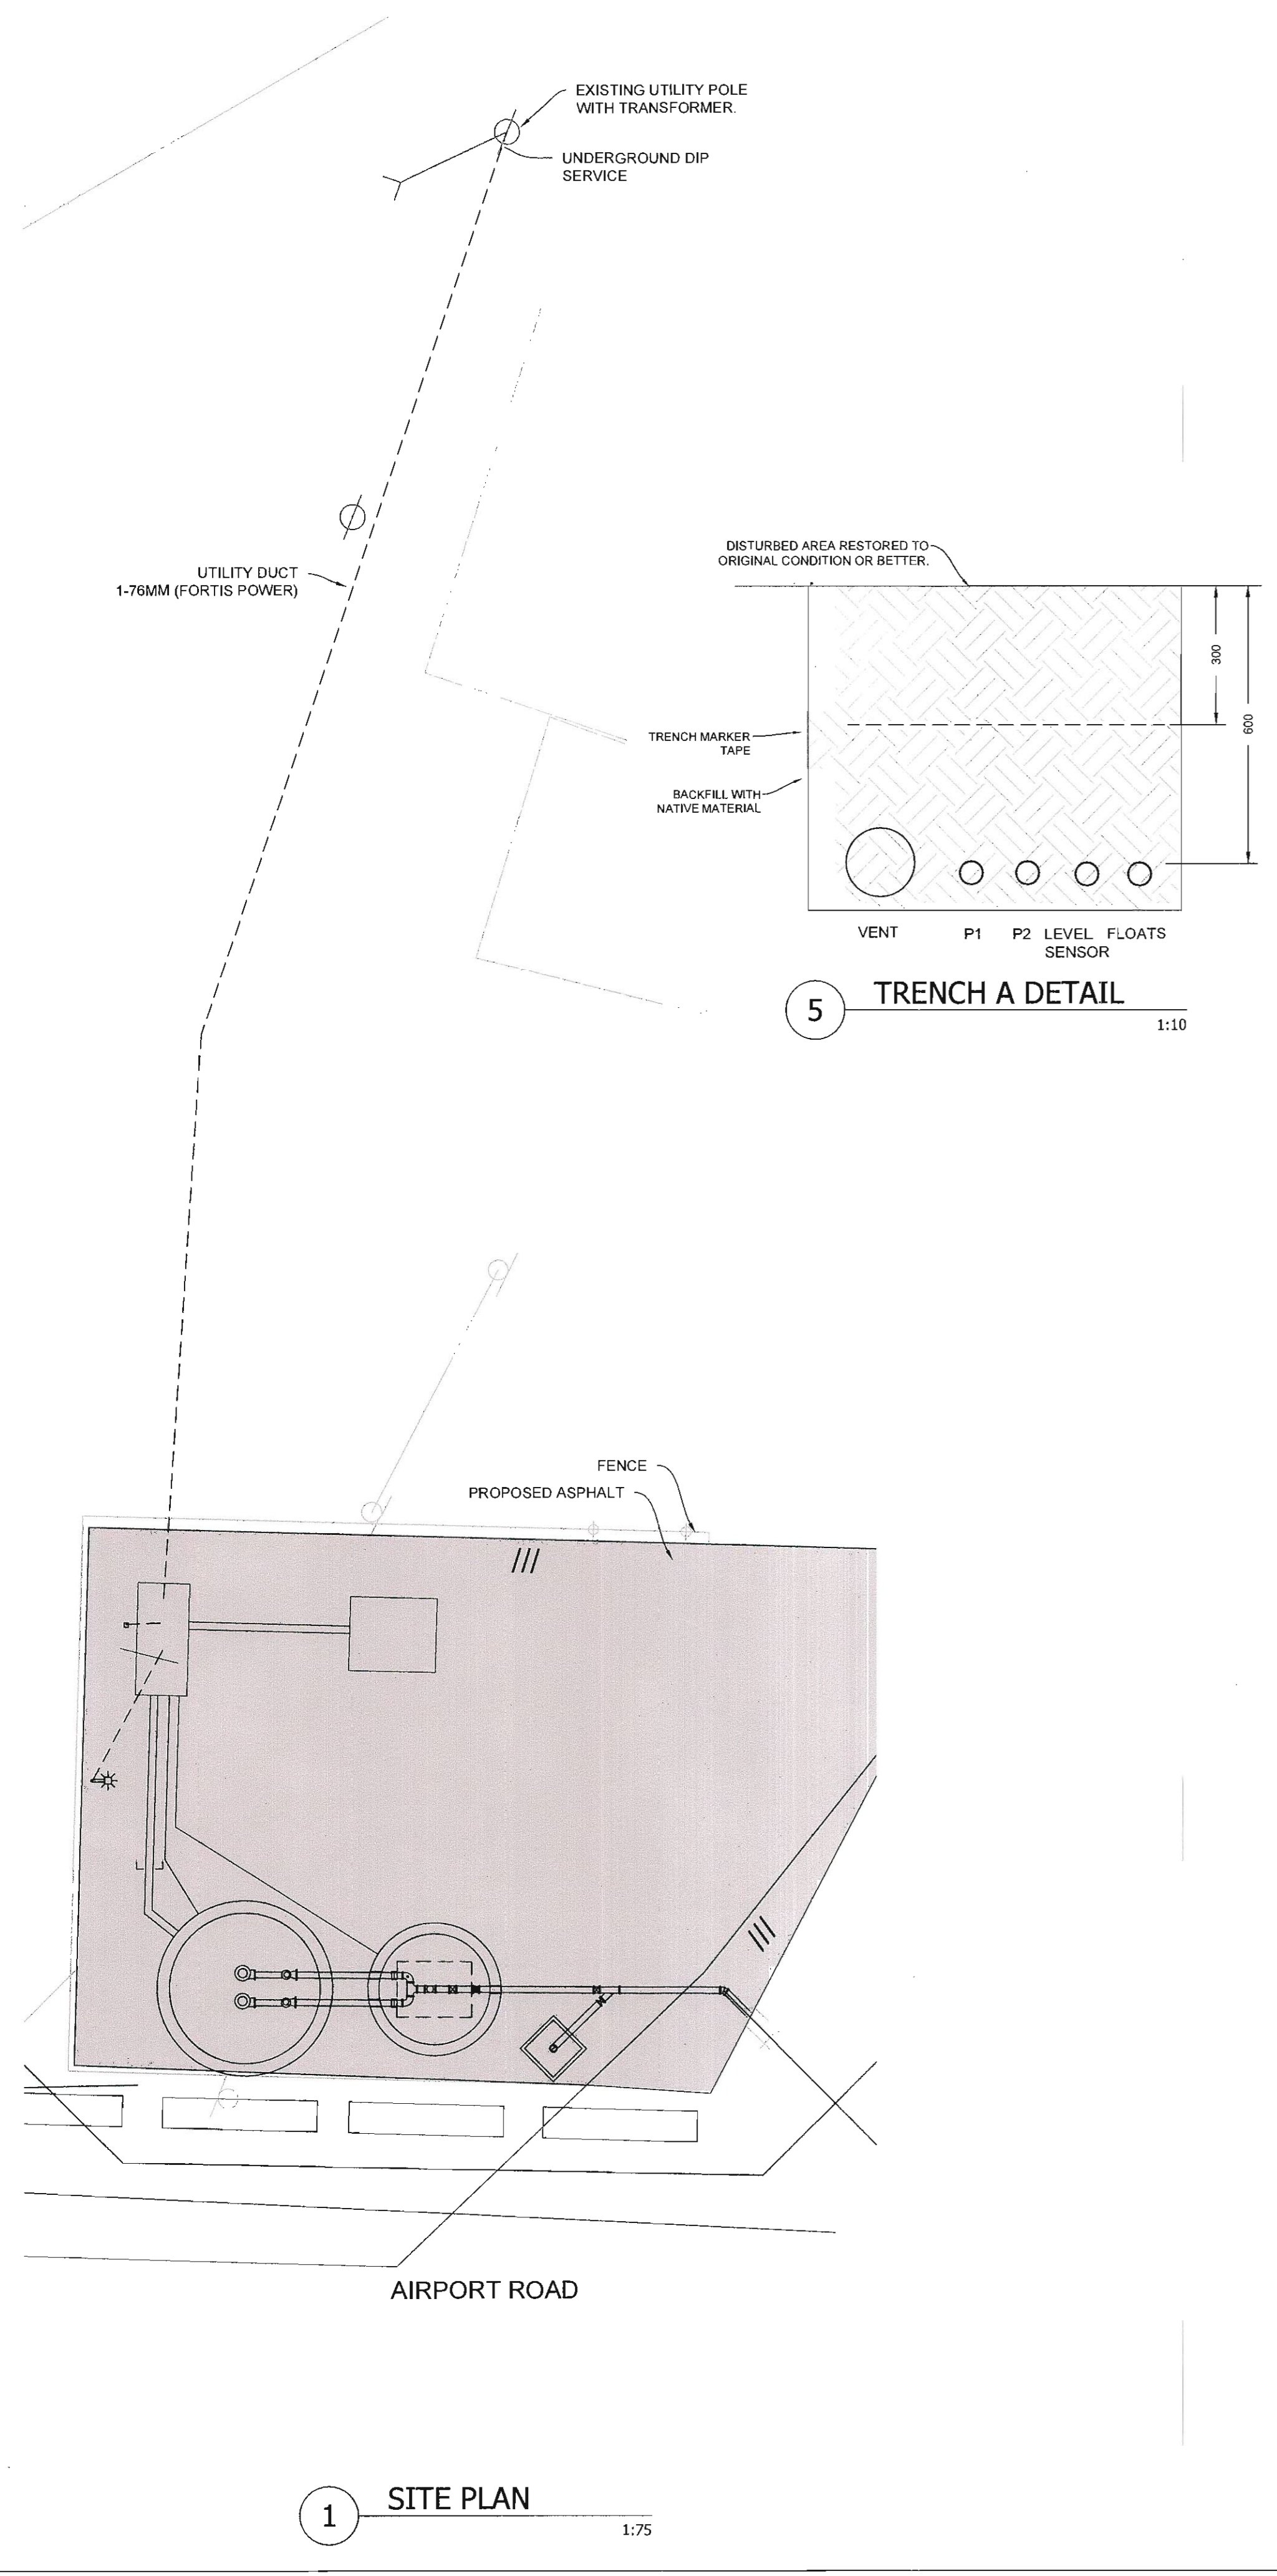 EXISTING UTILITY POLE
WITH TRANSFORMER.
UNDERGROUND DIP
SERVICE
UTILITY DUCT
1-76MM (FORTIS POWER)
DISTURBED AREA RESTORED TO
ORIGINAL CONDITION OR BETTER.
300
600
TRENCH MARKER
TAPE
BACKFILL WITH
NATIVE MATERIAL
VENT
P1
P2
LEVEL
SENSOR
FLOATS
5
TRENCH A DETAIL
1:10
FENCE
PROPOSED ASPHALT
AIRPORT ROAD
1
SITE PLAN
1:75